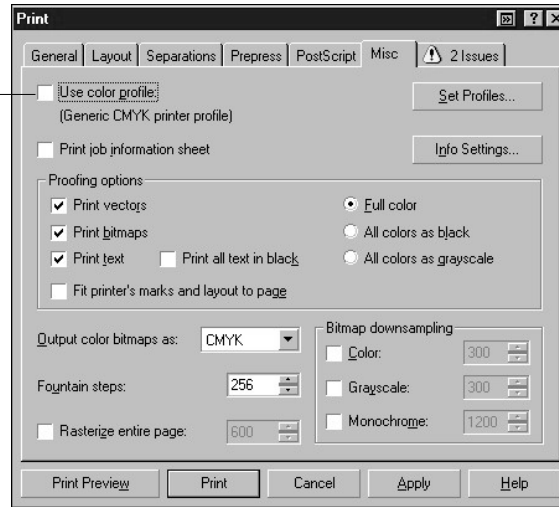 Print
General Layout Separations Prepress PostScript Misc 2 Issues
Use color profile: Set Profiles...
(Generic CMYK printer profile)
Print job information sheet Info Settings...
Proofing options
Print vectors Full color
Print bitmaps All colors as black
Print text Print all text in black All colors as grayscale
Fit printer's marks and layout to page
Output color bitmaps as: CMYK Bitmap downsampling
Color: 300
Fountain steps: 256 Grayscale: 300
Rasterize entire page: 600 Monochrome: 1200
Print Preview Print Cancel Apply Help